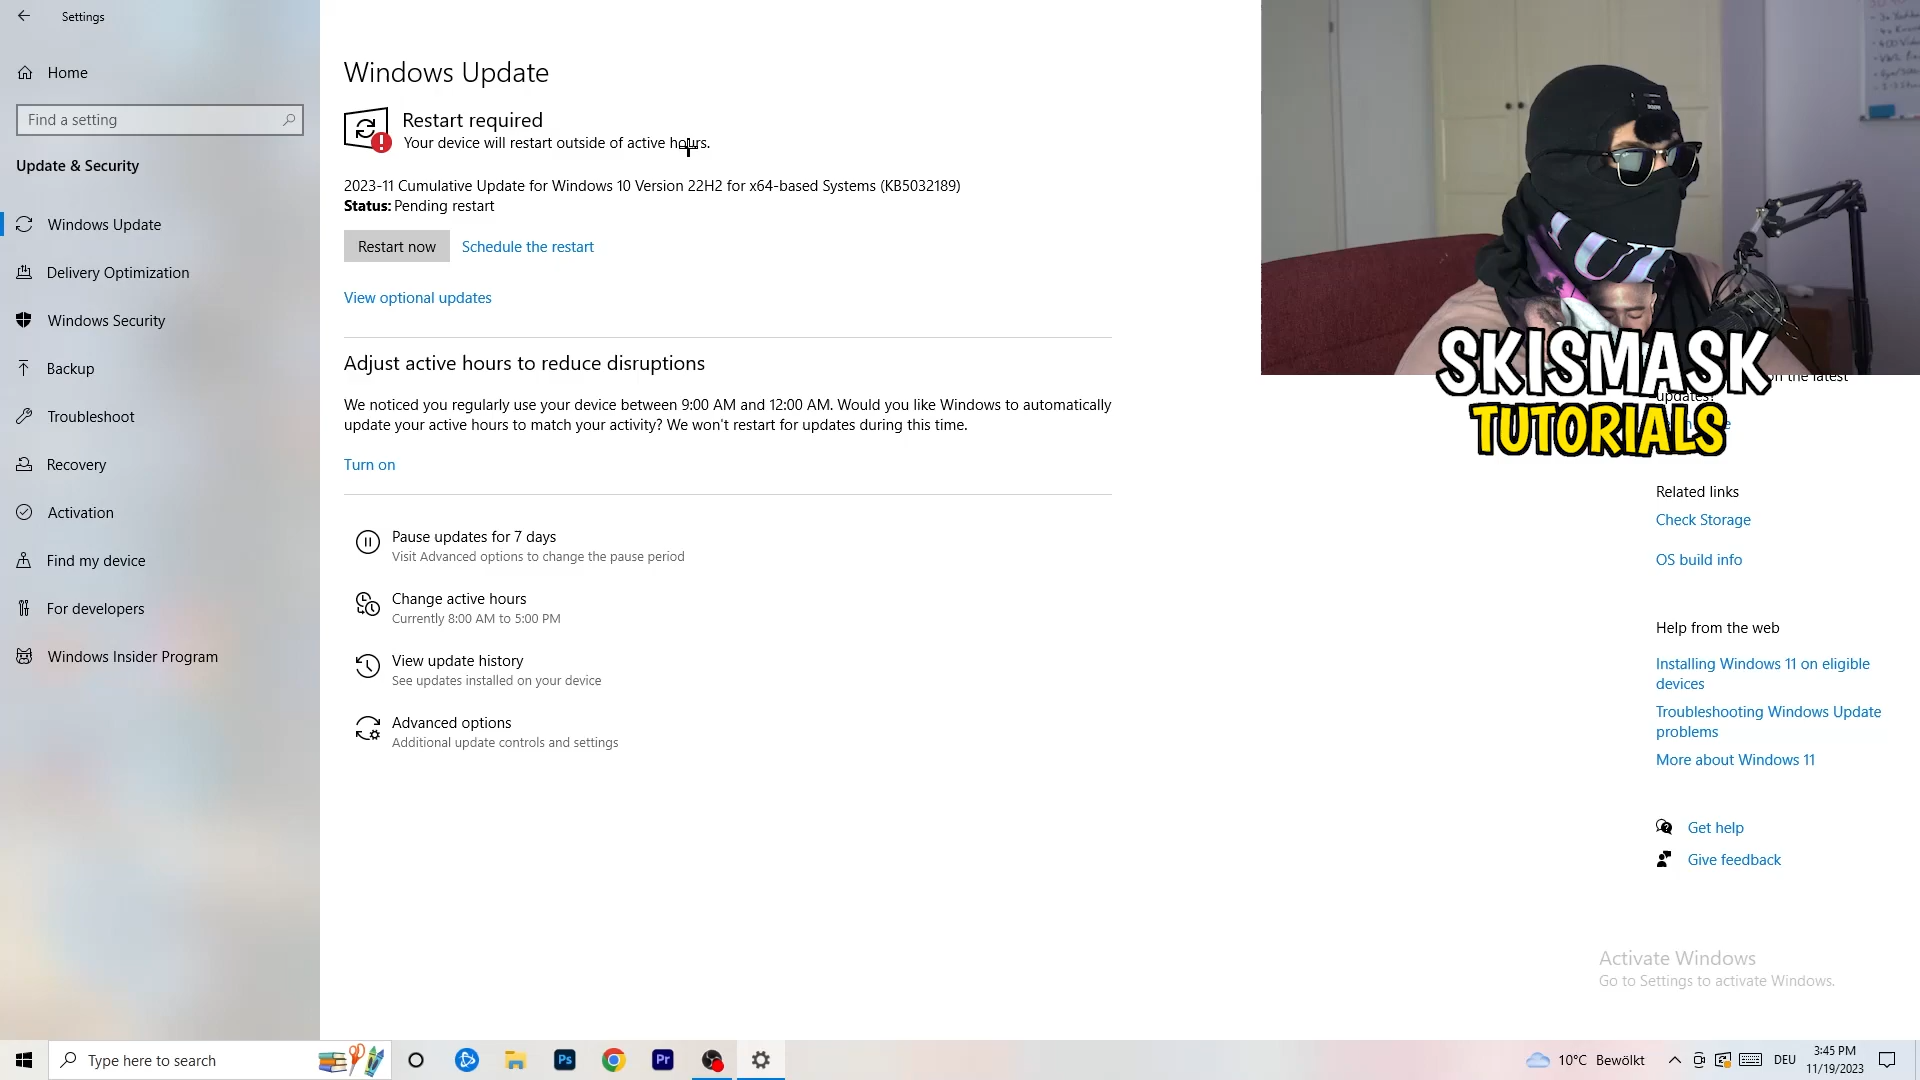 Settings
Home
Find a setting
Update & Security
Windows Update
Delivery Optimization
Windows Security
Backup
Troubleshoot
Recovery
Activation
Find my device
For developers
Windows Insider Program
Windows Update
Restart required
Your device will restart outside of active hours.
2023-11 Cumulative Update for Windows 10 Version 22H2 for x64-based Systems (KB5032189)
Status: Pending restart
Restart now Schedule the restart
View optional updates
Adjust active hours to reduce disruptions
We noticed you regularly use your device between 9:00 AM and 12:00 AM. Would you like Windows to automatically
update your active hours to match your activity? We won't restart for updates during this time.
Turn on
Pause updates for 7 days
Visit Advanced options to change the pause period
Change active hours
Currently 8:00 AM to 5:00 PM
View update history
See updates installed on your device
Advanced options
Additional update controls and settings
SKISMASK
TUTORIALS
on the latest
updates?
Related links
Check Storage
OS build info
Help from the web
Installing Windows 11 on eligible
devices
Troubleshooting Windows Update
problems
More about Windows 11
Get help
Give feedback
Activate Windows
Go to Settings to activate Windows.
Type here to search
Ps
Pr
10°C Bewölkt
DEU
3:45 PM
11/19/2023